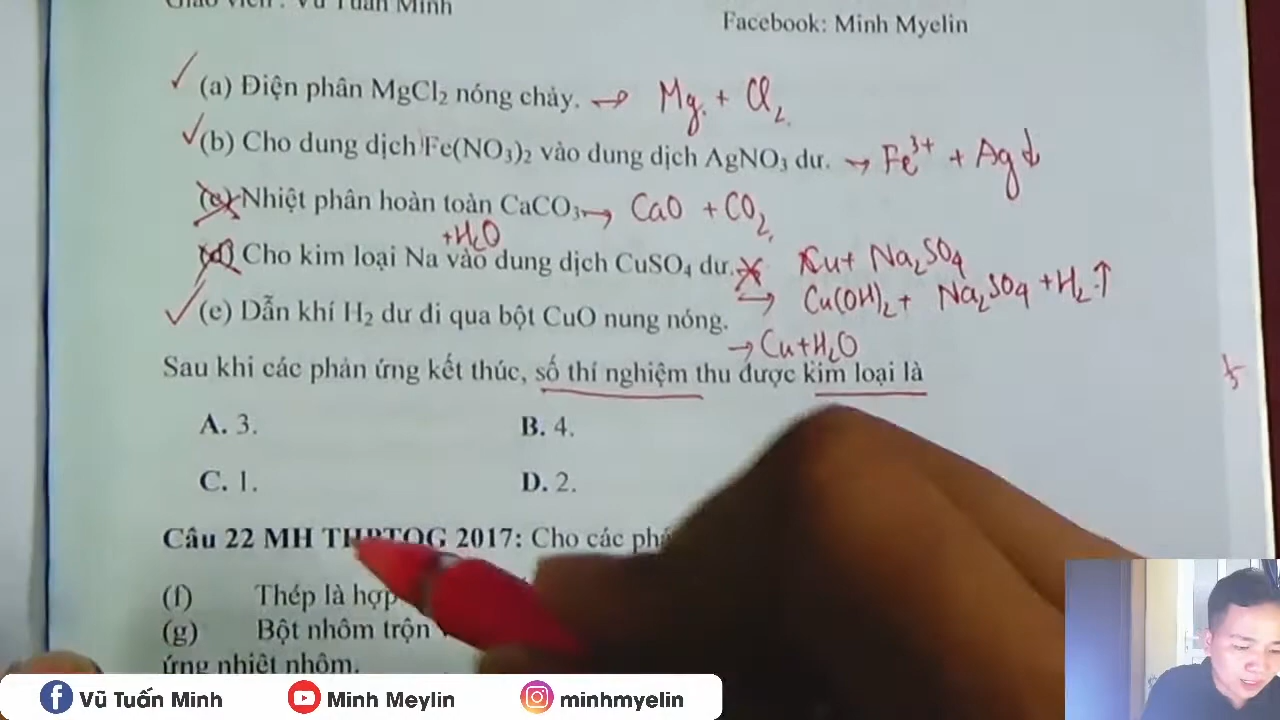 Giáo viên : Vũ Tuấn Minh
Facebook: Minh Myelin
(a) Điện phân MgCl2 nóng chảy. → Mg + Cl2
(b) Cho dung dịch Fe(NO3)2 vào dung dịch AgNO3 dư. → Fe3+ + Ag↓
(c) Nhiệt phân hoàn toàn CaCO3 → CaO + CO2
+H2O
(d) Cho kim loại Na vào dung dịch CuSO4 dư. Cu + Na2SO4
→ Cu(OH)2 + Na2SO4 + H2↑
(e) Dẫn khí H2 dư đi qua bột CuO nung nóng.
→ Cu + H2O
Sau khi các phản ứng kết thúc, số thí nghiệm thu được kim loại là
A. 3. B. 4.
C. 1. D. 2.
Câu 22 MH THPTQG 2017: Cho các
(f) Thép là hợp
(g) Bột nhôm trộn
ứng nhiệt nhôm.
Vũ Tuấn Minh Minh Meylin minhmyelin